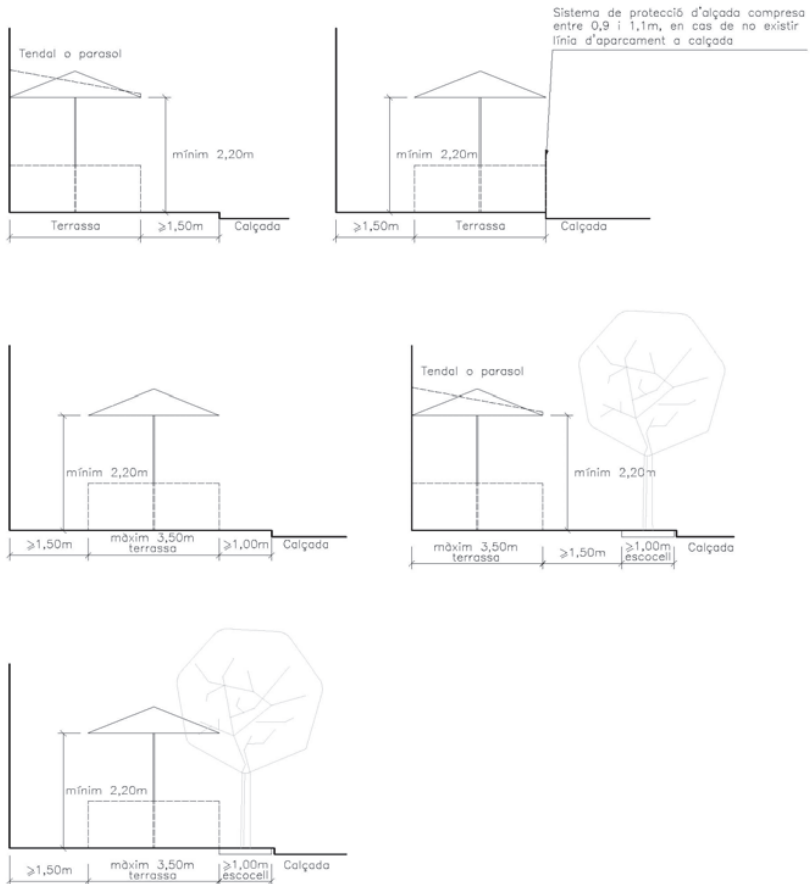 Sistema de protecció d'alçada compresa
entre 0,9 i 1,1m, en cas de no existir
línia d'aparcament a calçada
Tendal o parasol
mínim 2,20m
Terrassa
≥1,50m
Calçada
mínim 2,20m
≥1,50m
Terrassa
Calçada
mínim 2,20m
≥1,50m
màxim 3,50m
terrassa
≥1,00m
Calçada
Tendal o parasol
mínim 2,20m
màxim 3,50m
terrassa
≥1,50m
≥1,00m
escocell
Calçada
mínim 2,20m
≥1,50m
màxim 3,50m
terrassa
≥1,00m
escocell
Calçada